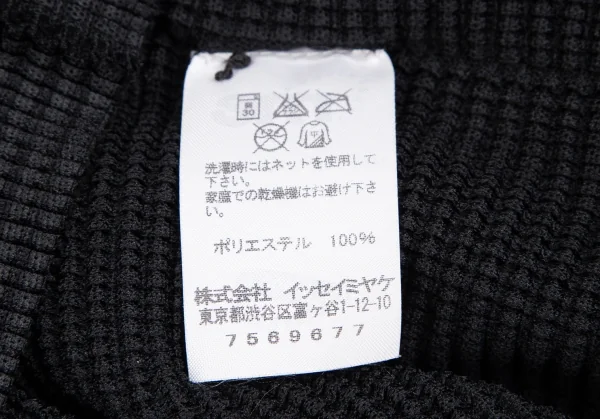 弱
30
中
洗濯時にはネットを使用して
下さい。
家庭での乾燥機はお避け下さ
い。
ポリエステル 100%
株式会社 イッセイミヤケ
東京都渋谷区富ヶ谷1-12-10
7569677